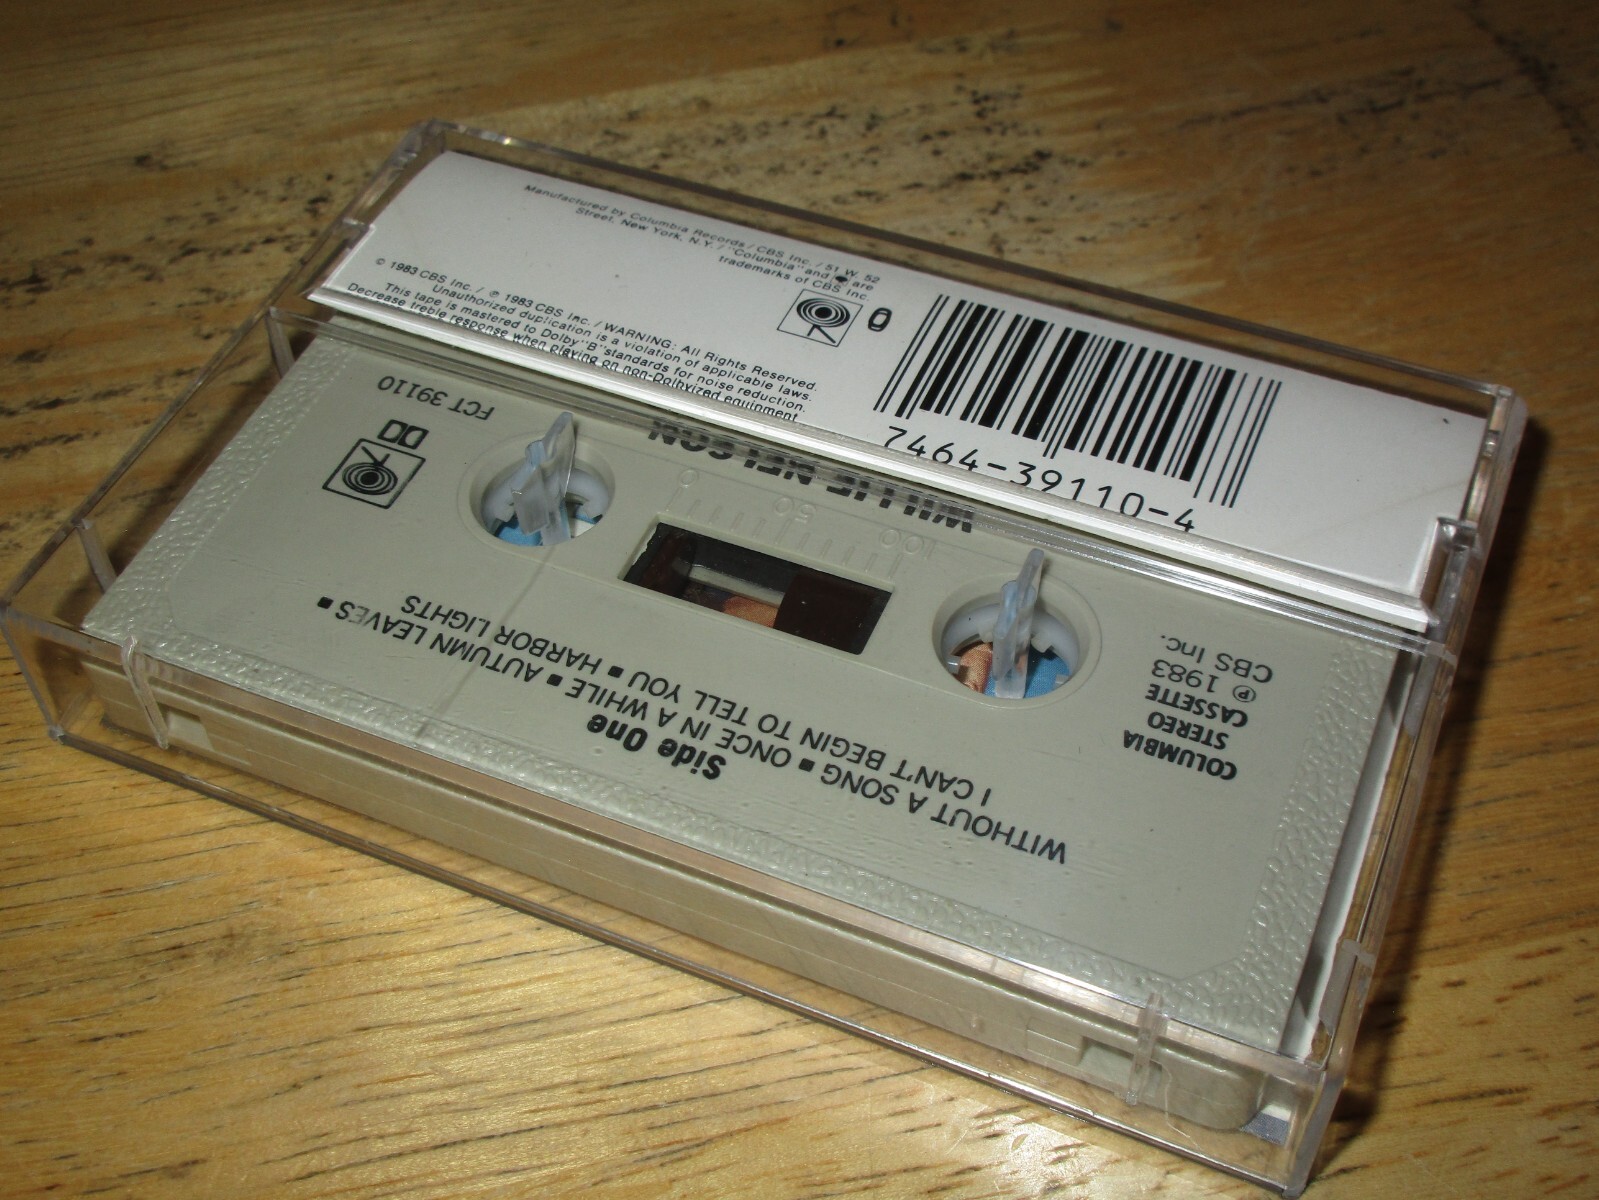 Manufactured by Columbia Records / CBS Inc. / 51 W. 52
Street, New York, N.Y. / "Columbia" and are
trademarks of CBS Inc.
© 1983 CBS Inc. / ℗ 1983 CBS Inc. / WARNING: All Rights Reserved.
Unauthorized duplication is a violation of applicable laws.
This tape is mastered to Dolby "B" standards for noise reduction.
Decrease treble response when playing on non-Dolbyized equipment.
0
7464-39110-4
Side One
WITHOUT A SONG ▪ ONCE IN A WHILE ▪ AUTUMN LEAVES ▪
I CAN'T BEGIN TO TELL YOU ▪ HARBOR LIGHTS
COLUMBIA
STEREO
CASSETTE
℗ 1983
CBS Inc.
100 50 0
WILLIE NELSON
FCT 39110